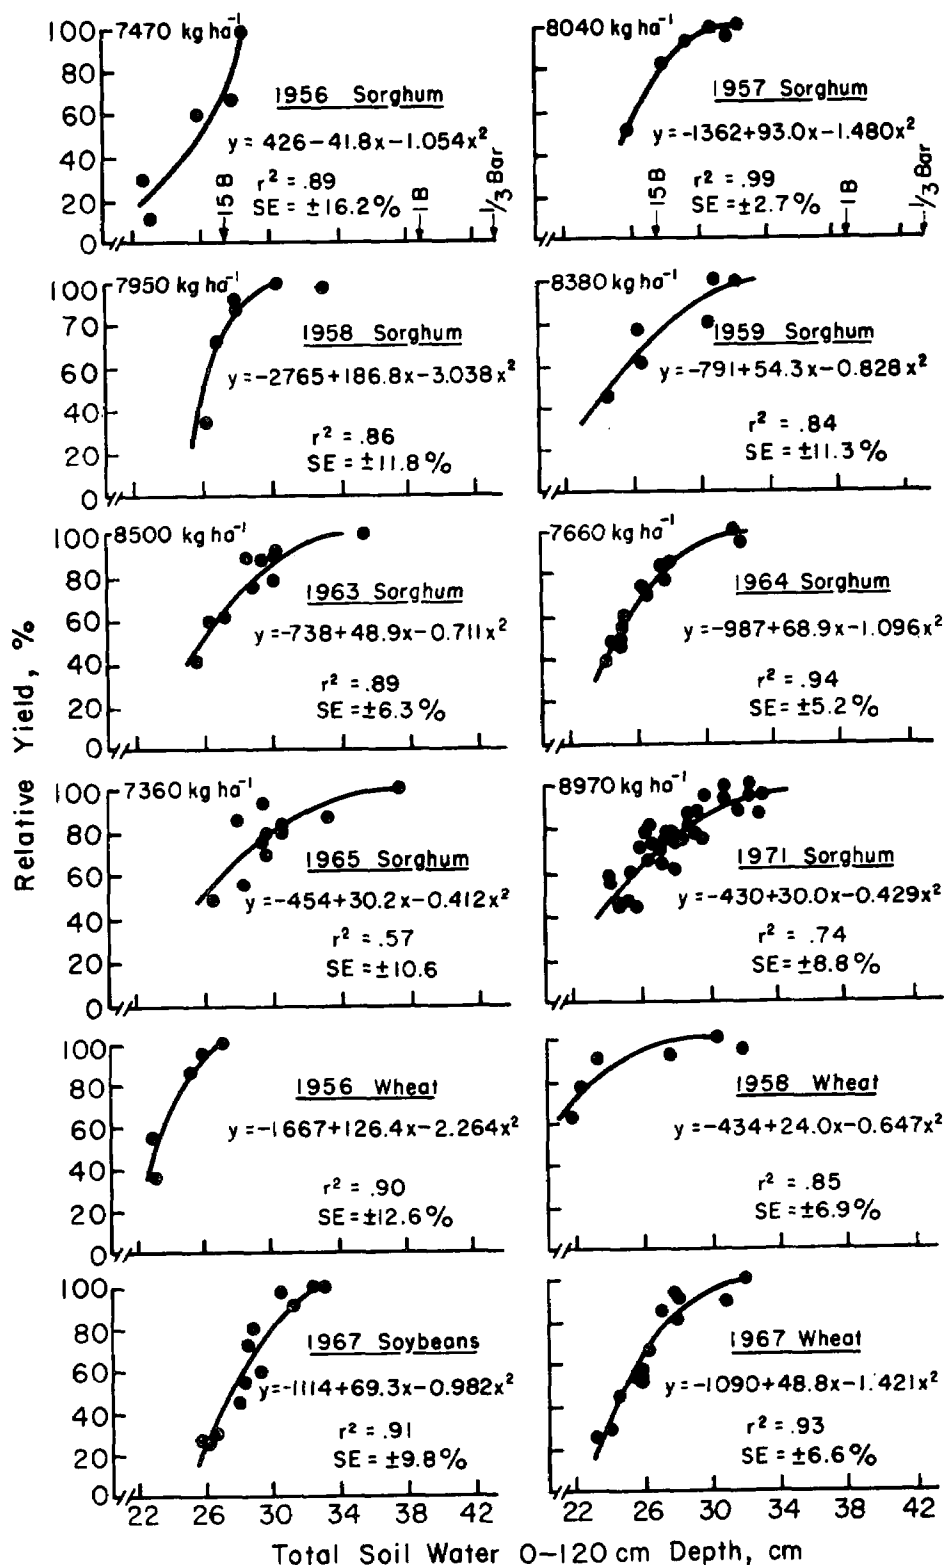 Relative Yield, %
100
80
60
40
20
0
7470 kg ha⁻¹
1956 Sorghum
y = 426−41.8x−1.054x²
r² = .89
SE = ±16.2%
−15 B
−1B
−1/3 Bar
8040 kg ha⁻¹
1957 Sorghum
y = −1362+93.0x−1.480x²
r² = .99
SE = ±2.7%
−15 B
−1B
−1/3 Bar
100
70
60
40
20
0
7950 kg ha⁻¹
1958 Sorghum
y=−2765+186.8x−3.038x²
r² = .86
SE = ±11.8%
8380 kg ha⁻¹
1959 Sorghum
y=−791+54.3x−0.828x²
r² = .84
SE = ±11.3%
100
80
60
40
20
0
8500 kg ha⁻¹
1963 Sorghum
y=−738+48.9x−0.711x²
r² = .89
SE = ±6.3%
7660 kg ha⁻¹
1964 Sorghum
y=−987+68.9x−1.096x²
r² = .94
SE = ±5.2%
100
80
60
40
20
0
7360 kg ha⁻¹
1965 Sorghum
y=−454+30.2x−0.412x²
r² = .57
SE = ±10.6
8970 kg ha⁻¹
1971 Sorghum
y=−430+30.0x−0.429x²
r² = .74
SE=±8.8%
100
80
60
40
20
0
1956 Wheat
y=−1667+126.4x−2.264x²
r² = .90
SE=±12.6%
1958 Wheat
y=−434+24.0x−0.647x²
r² = .85
SE=±6.9%
100
80
60
40
20
0
1967 Soybeans
y=−1114+69.3x−0.982x²
r² = .91
SE = ±9.8%
1967 Wheat
y=−1090+48.8x−1.421x²
r² = .93
SE = ±6.6%
22 26 30 34 38 42
22 26 30 34 38 42
Total Soil Water 0−120 cm Depth, cm